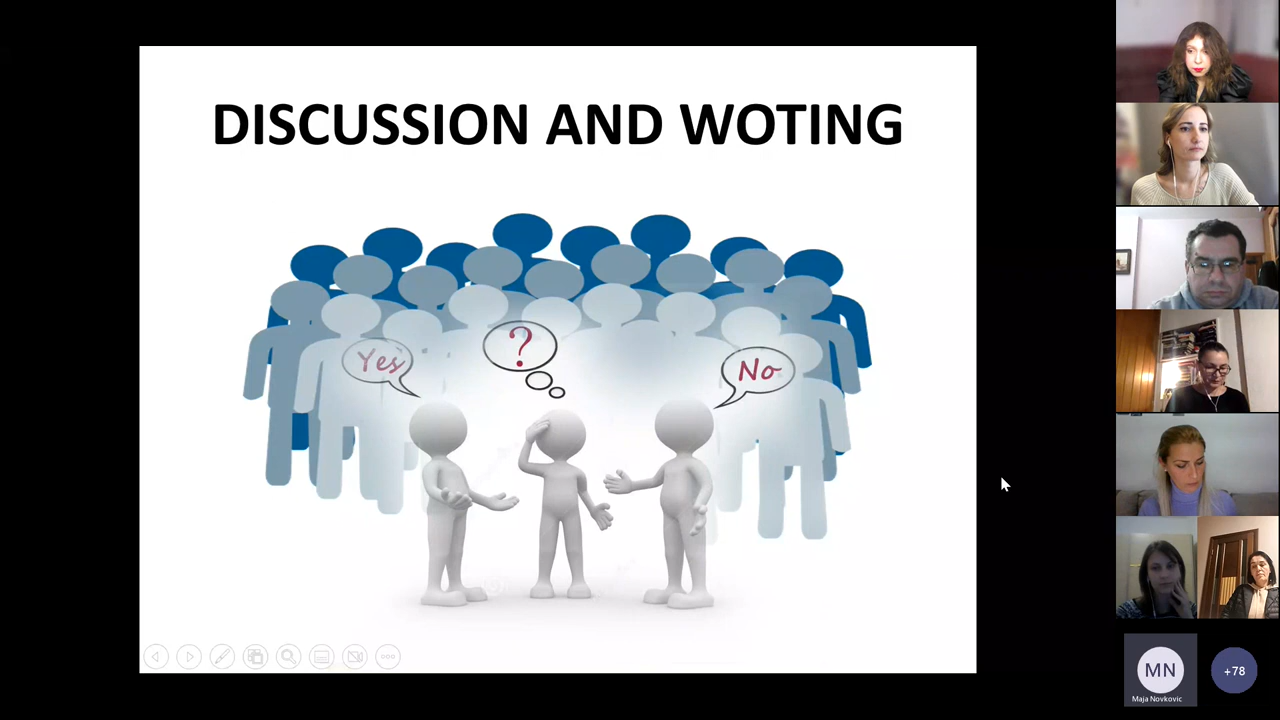 DISCUSSION AND WOTING
Yes
?
No
MN
Maja Novkovic
+78